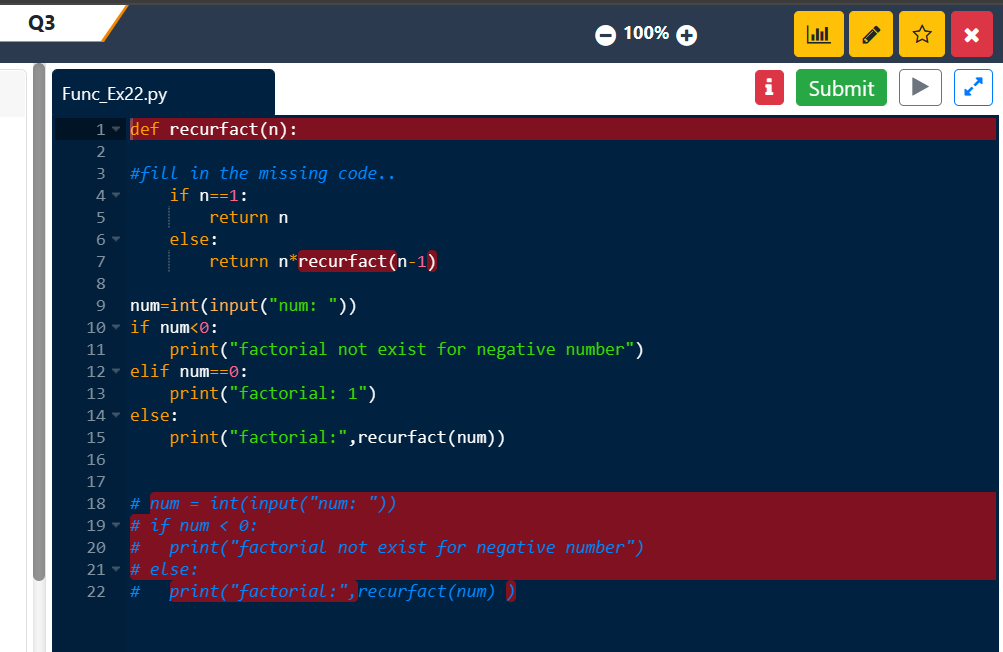 Q3
100%
Func_Ex22.py
i Submit
1 def recurfact(n):
2
3 #fill in the missing code..
4     if n==1:
5         return n
6     else:
7         return n*recurfact(n-1)
8
9 num=int(input("num: "))
10 if num<0:
11     print("factorial not exist for negative number")
12 elif num==0:
13     print("factorial: 1")
14 else:
15     print("factorial:",recurfact(num))
16
17
18 # num = int(input("num: "))
19 # if num < 0:
20 #   print("factorial not exist for negative number")
21 # else:
22 #   print("factorial:",recurfact(num) )